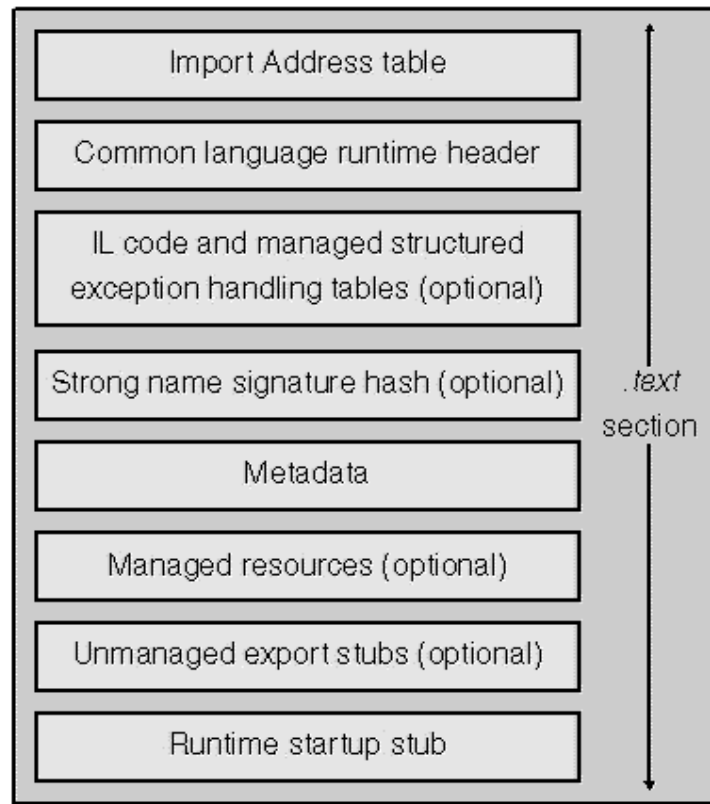 Import Address table
Common language runtime header
IL code and managed structured
exception handling tables (optional)
Strong name signature hash (optional)
Metadata
Managed resources (optional)
Unmanaged export stubs (optional)
Runtime startup stub
.text
section